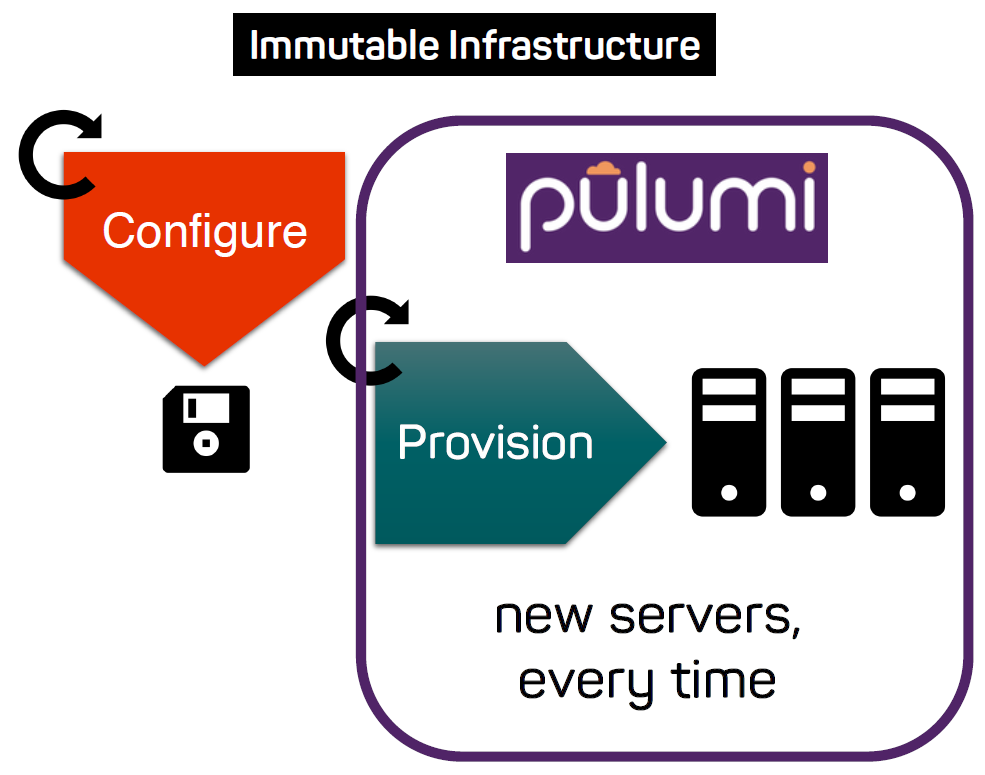 Immutable Infrastructure
Configure
pulumi
Provision
new servers,
every time